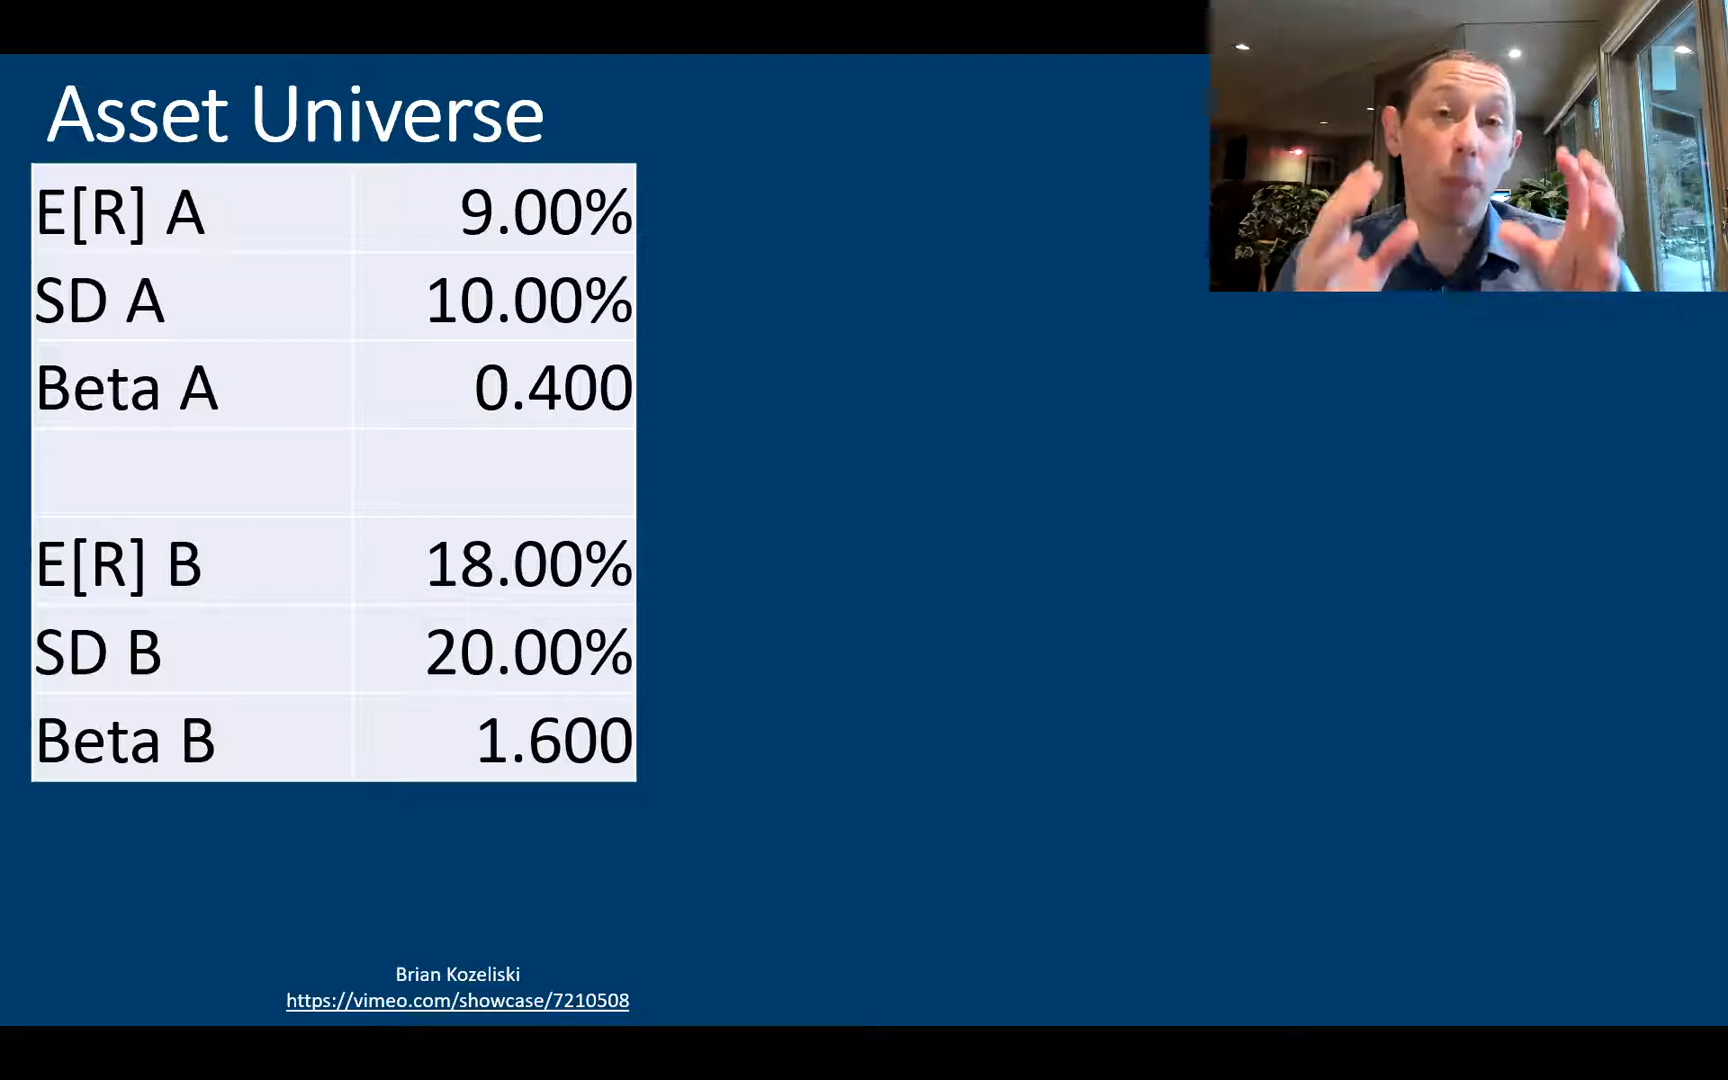 Asset Universe
E[R] A 9.00%
SD A 10.00%
Beta A 0.400
E[R] B 18.00%
SD B 20.00%
Beta B 1.600
Brian Kozeliski
https://vimeo.com/showcase/7210508